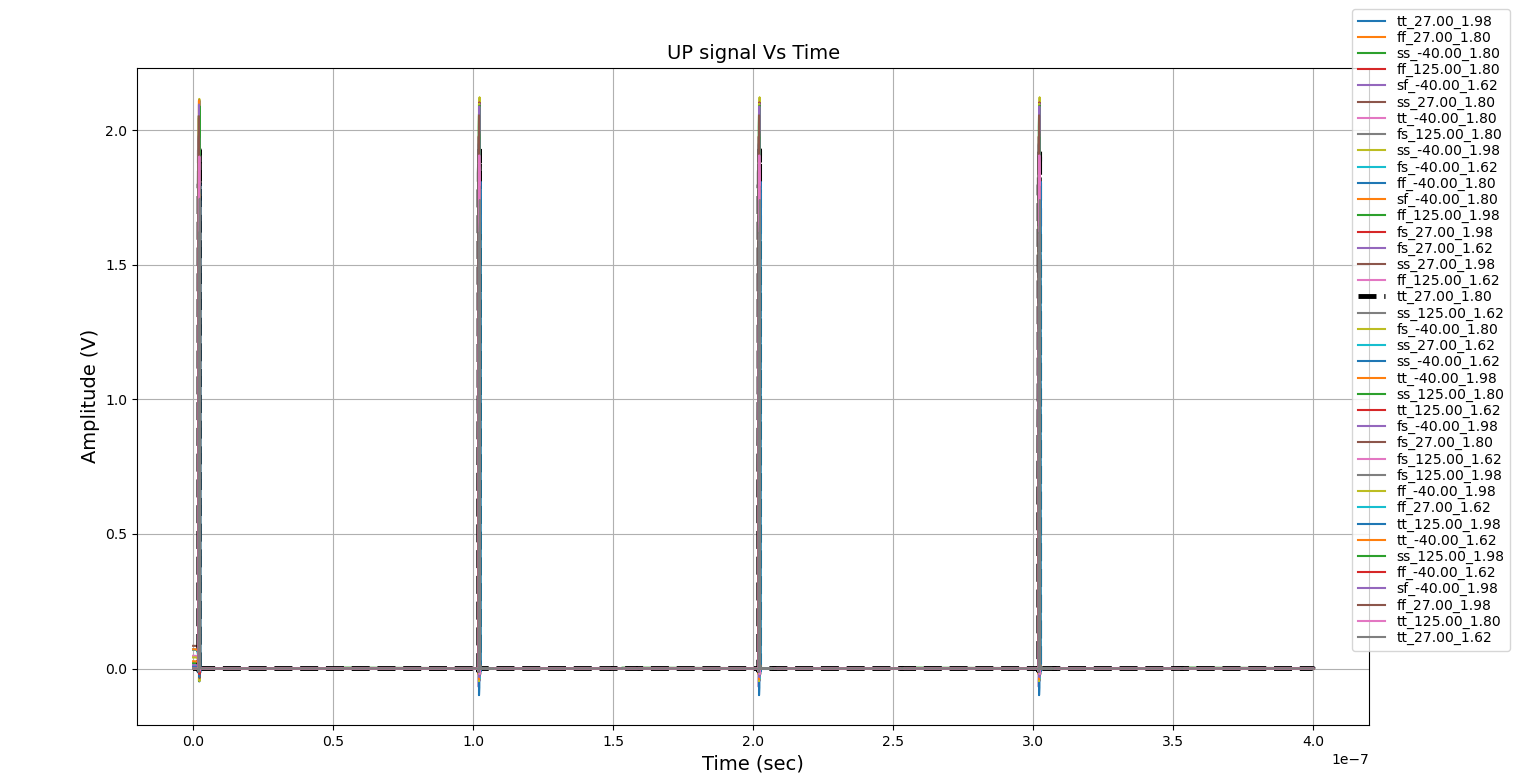 UP signal Vs Time
Amplitude (V)
2.0
1.5
1.0
0.5
0.0
0.0 0.5 1.0 1.5 2.0 2.5 3.0 3.5 4.0
1e-7
Time (sec)
tt_27.00_1.98
ff_27.00_1.80
ss_-40.00_1.80
ff_125.00_1.80
sf_-40.00_1.62
ss_27.00_1.80
tt_-40.00_1.80
fs_125.00_1.80
ss_-40.00_1.98
fs_-40.00_1.62
ff_-40.00_1.80
sf_-40.00_1.80
ff_125.00_1.98
fs_27.00_1.98
fs_27.00_1.62
ss_27.00_1.98
ff_125.00_1.62
tt_27.00_1.80
ss_125.00_1.62
fs_-40.00_1.80
ss_27.00_1.62
ss_-40.00_1.62
tt_-40.00_1.98
ss_125.00_1.80
tt_125.00_1.62
fs_-40.00_1.98
fs_27.00_1.80
fs_125.00_1.62
fs_125.00_1.98
ff_-40.00_1.98
ff_27.00_1.62
tt_125.00_1.98
tt_-40.00_1.62
ss_125.00_1.98
ff_-40.00_1.62
sf_-40.00_1.98
ff_27.00_1.98
tt_125.00_1.80
tt_27.00_1.62